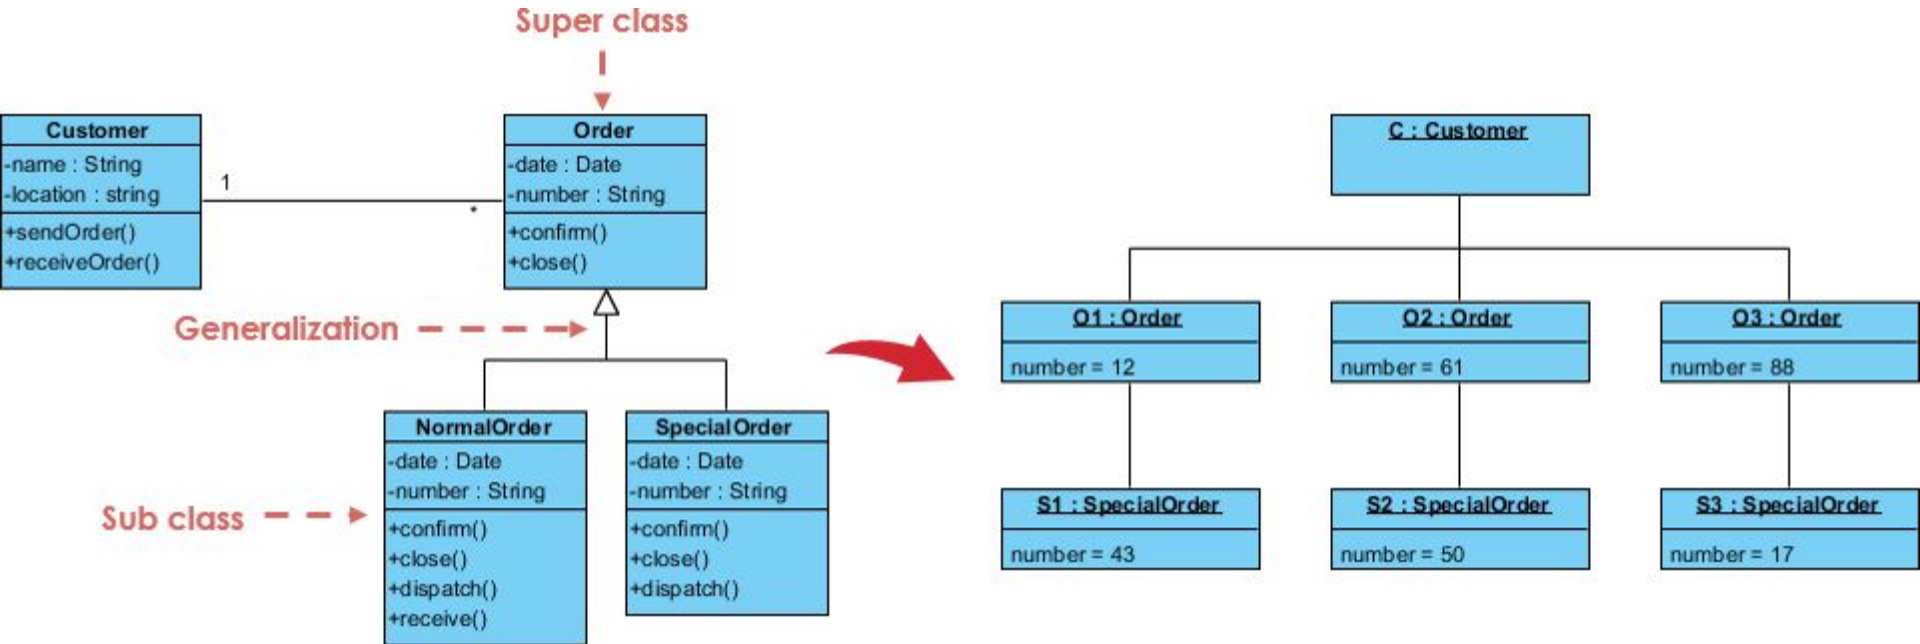 Super class
Customer
-name : String
-location : string
+sendOrder()
+receiveOrder()
1
*
Order
-date : Date
-number : String
+confirm()
+close()
Generalization
NormalOrder
-date : Date
-number : String
+confirm()
+close()
+dispatch()
+receive()
Sub class
SpecialOrder
-date : Date
-number : String
+confirm()
+close()
+dispatch()
C : Customer
O1 : Order
number = 12
O2 : Order
number = 61
O3 : Order
number = 88
S1 : SpecialOrder
number = 43
S2 : SpecialOrder
number = 50
S3 : SpecialOrder
number = 17